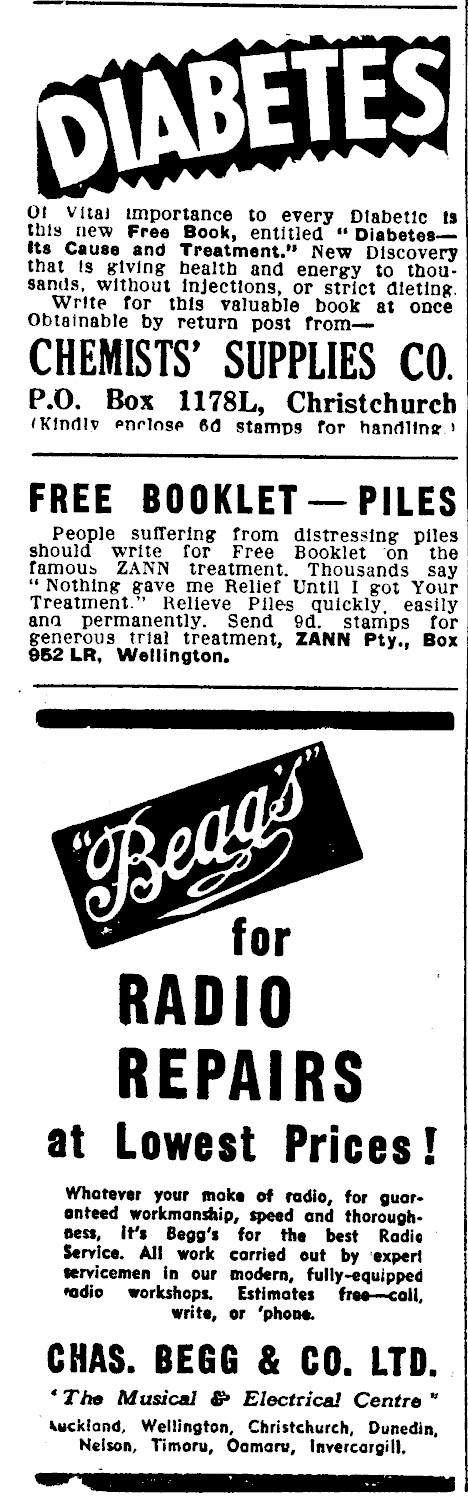 DIABETES
Of Vital importance to every Diabetic is
this new Free Book, entitled "Diabetes—
Its Cause and Treatment." New Discovery
that is giving health and energy to thou-
sands, without injections, or strict dieting.
Write for this valuable book at once
Obtainable by return post from—
CHEMISTS' SUPPLIES CO.
P.O. Box 1178L, Christchurch
(Kindly enclose 6d stamps for handling.)
FREE BOOKLET — PILES
People suffering from distressing piles
should write for Free Booklet on the
famous ZANN treatment. Thousands say
"Nothing gave me Relief Until I got Your
Treatment." Relieve Piles quickly, easily
and permanently. Send 9d. stamps for
generous trial treatment, ZANN Pty., Box
952 LR, Wellington.
"Begg's"
for
RADIO
REPAIRS
at Lowest Prices!
Whatever your make of radio, for guar-
anteed workmanship, speed and thorough-
ness, it's Begg's for the best Radio
Service. All work carried out by expert
servicemen in our modern, fully-equipped
radio workshops. Estimates free—call,
write, or 'phone.
CHAS. BEGG & CO. LTD.
'The Musical & Electrical Centre"
Auckland, Wellington, Christchurch, Dunedin,
Nelson, Timaru, Oamaru, Invercargill.